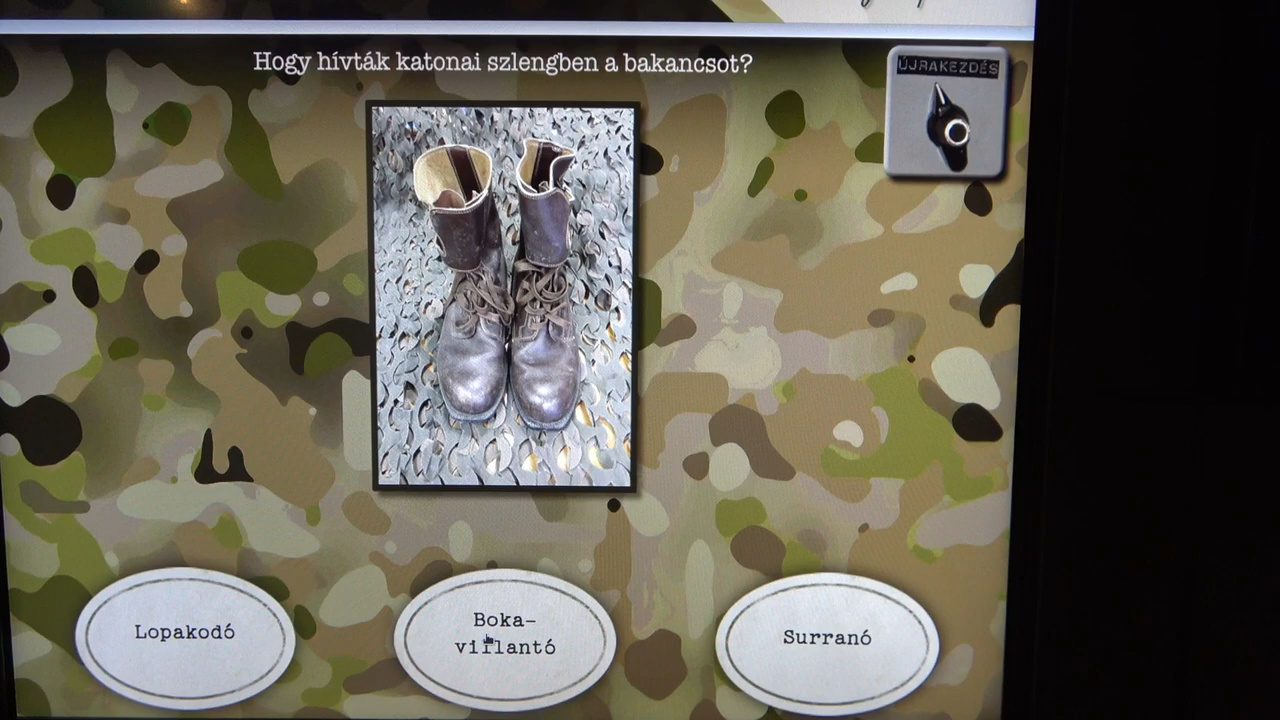 Hogy hívták katonai szlengben a bakancsot?
ÚJRAKEZDÉS
Lopakodó
Boka-
villantó
Surranó